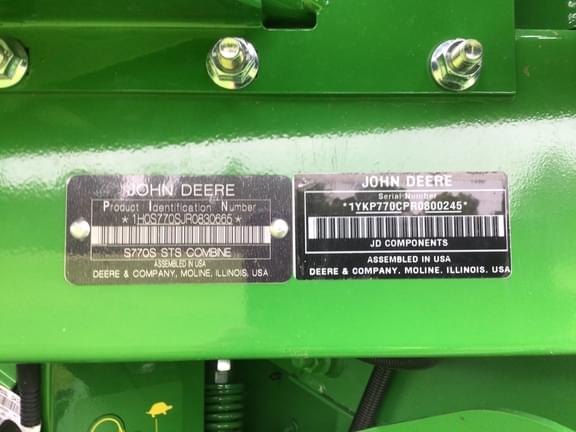 JOHN DEERE
Product Identification Number
*1H0S770SJR0830665*
S770S STS COMBINE
ASSEMBLED IN USA
DEERE & COMPANY, MOLINE, ILLINOIS, USA
JOHN DEERE
Serial Number
*1YKP770CPR0800245*
JD COMPONENTS
ASSEMBLED IN USA
DEERE & COMPANY, MOLINE, ILLINOIS, USA